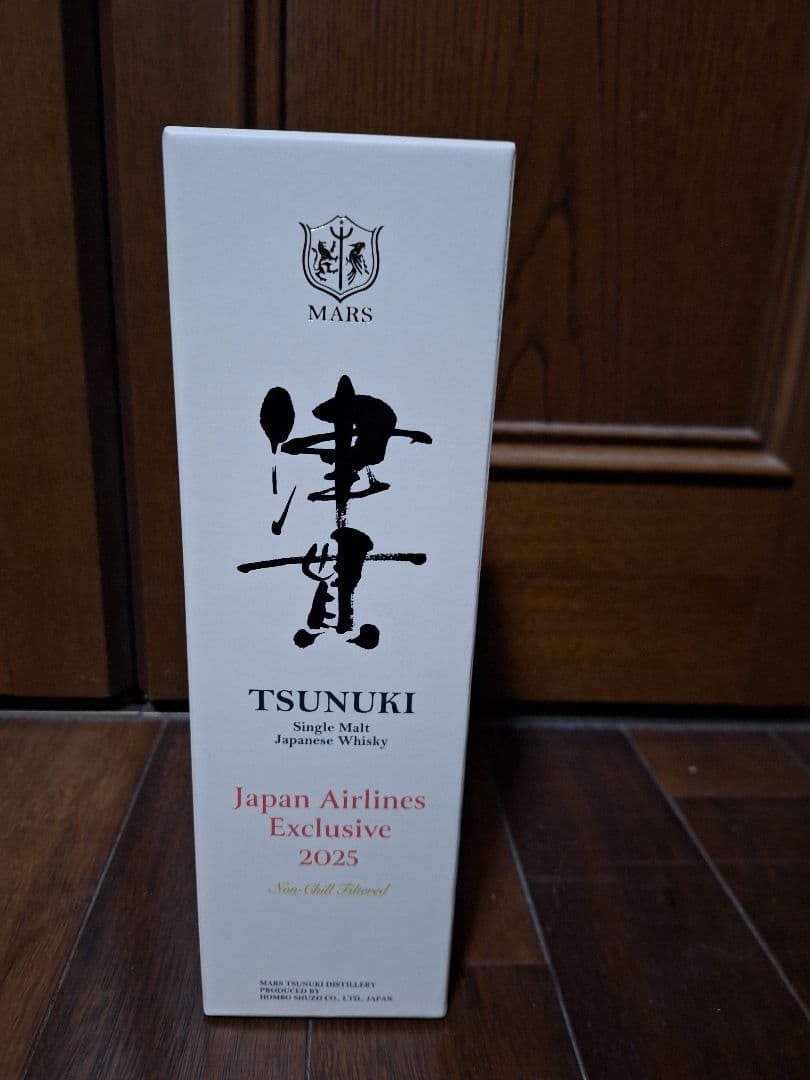 MARS
津貫
TSUNUKI
Single Malt
Japanese Whisky
Japan Airlines
Exclusive
2025
Non-Chill Filtered
MARS TSUNUKI DISTILLERY
PRODUCED BY
HOMBO SHUZO CO., LTD., JAPAN